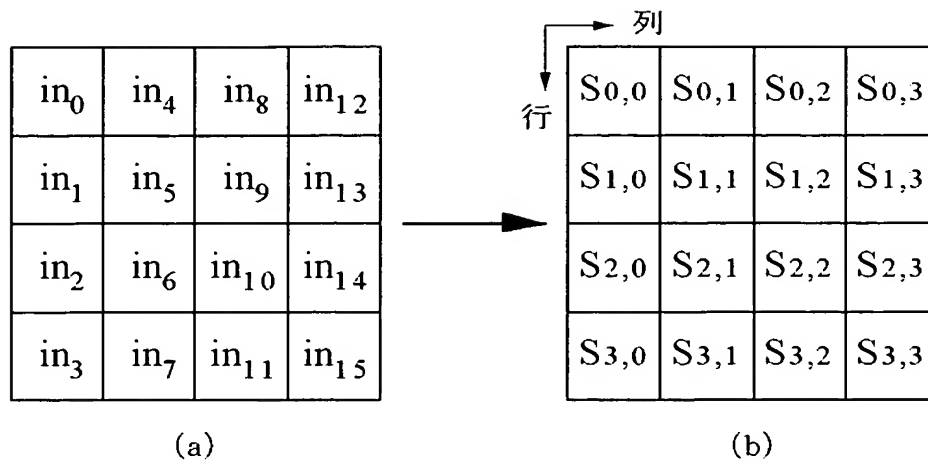 列
行
in₀ in₄ in₈ in₁₂
in₁ in₅ in₉ in₁₃
in₂ in₆ in₁₀ in₁₄
in₃ in₇ in₁₁ in₁₅
(a)
S0,0 S0,1 S0,2 S0,3
S1,0 S1,1 S1,2 S1,3
S2,0 S2,1 S2,2 S2,3
S3,0 S3,1 S3,2 S3,3
(b)